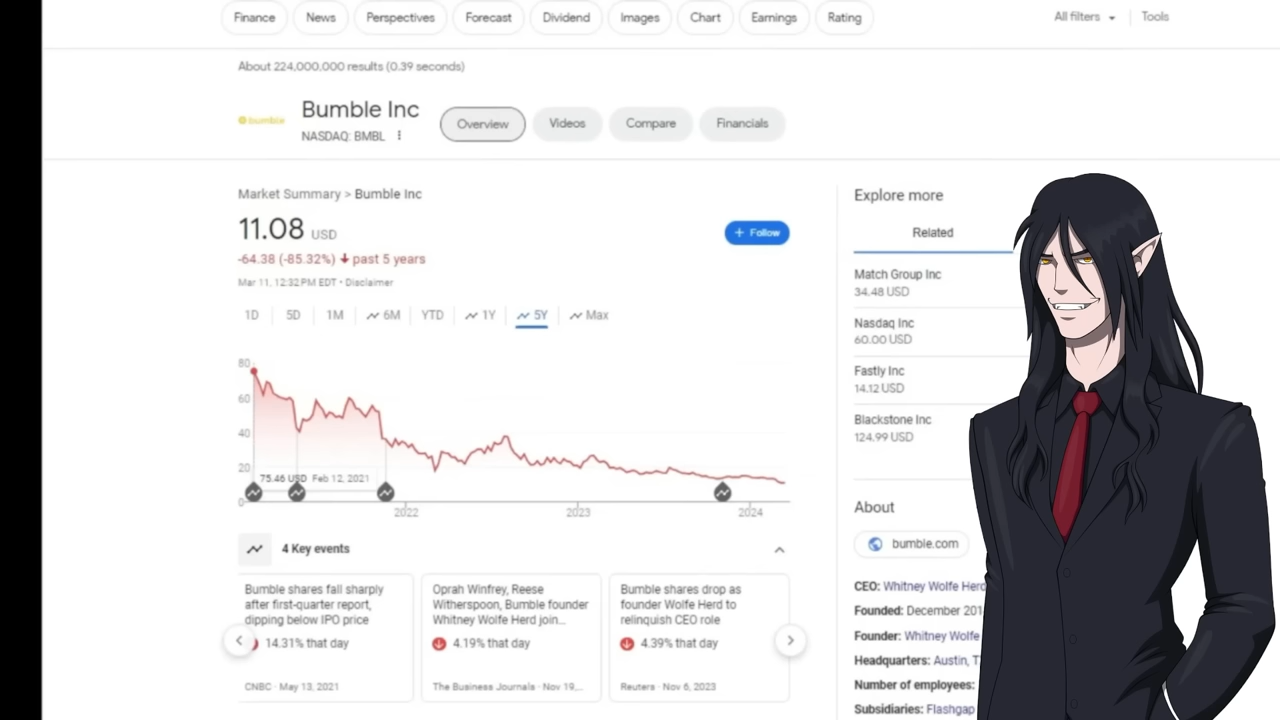 Finance News Perspectives Forecast Dividend Images Chart Earnings Rating All filters Tools
About 224,000,000 results (0.39 seconds)
bumble
Bumble Inc
NASDAQ: BMBL
Overview Videos Compare Financials
Market Summary > Bumble Inc
11.08 USD
+ Follow
-64.38 (-85.32%) past 5 years
Mar 11, 12:32 PM EDT • Disclaimer
1D 5D 1M 6M YTD 1Y 5Y Max
80
60
40
20
0
75.46 USD Feb 12, 2021
2022 2023 2024
4 Key events
Bumble shares fall sharply
after first-quarter report,
dipping below IPO price
14.31% that day
CNBC · May 13, 2021
Oprah Winfrey, Reese
Witherspoon, Bumble founder
Whitney Wolfe Herd join...
4.19% that day
The Business Journals · Nov 19,...
Bumble shares drop as
founder Wolfe Herd to
relinquish CEO role
4.39% that day
Reuters · Nov 6, 2023
Explore more
Related
Match Group Inc
34.48 USD
Nasdaq Inc
60.00 USD
Fastly Inc
14.12 USD
Blackstone Inc
124.99 USD
About
bumble.com
CEO: Whitney Wolfe Herd
Founded: December 201
Founder: Whitney Wolfe
Headquarters: Austin, T
Number of employees:
Subsidiaries: Flashgap